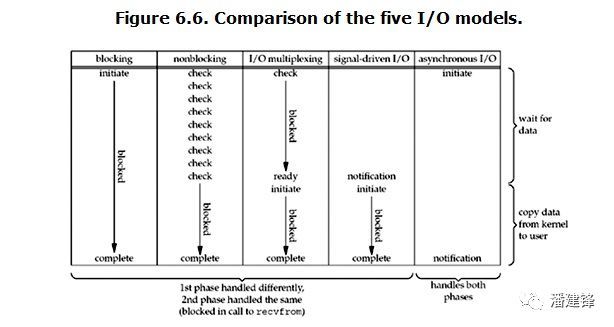 Figure 6.6. Comparison of the five I/O models.
blocking nonblocking I/O multiplexing signal-driven I/O asynchronous I/O
initiate check check initiate
check
check
check
check
check
check
check
check ready notification
initiate initiate
blocked
blocked
blocked
blocked
blocked
complete complete complete complete notification
wait for
data
copy data
from kernel
to user
1st phase handled differently,
2nd phase handled the same
(blocked in call to recvfrom)
handles both
phases
潘建锋